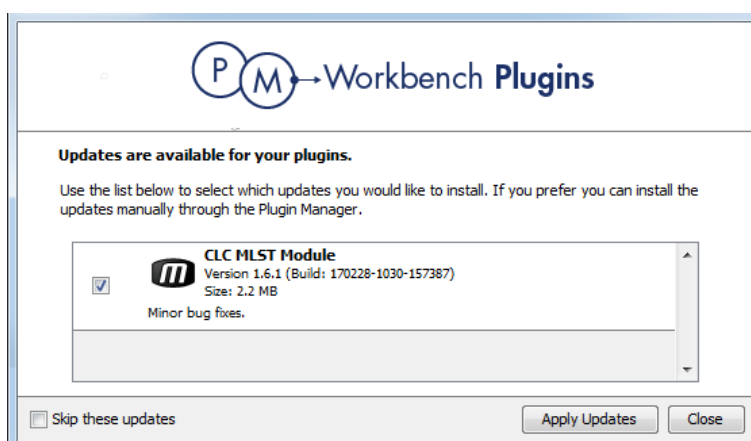 P M Workbench Plugins
Updates are available for your plugins.
Use the list below to select which updates you would like to install. If you prefer you can install the
updates manually through the Plugin Manager.
CLC MLST Module
Version 1.6.1 (Build: 170228-1030-157387)
Size: 2.2 MB
Minor bug fixes.
Skip these updates
Apply Updates
Close